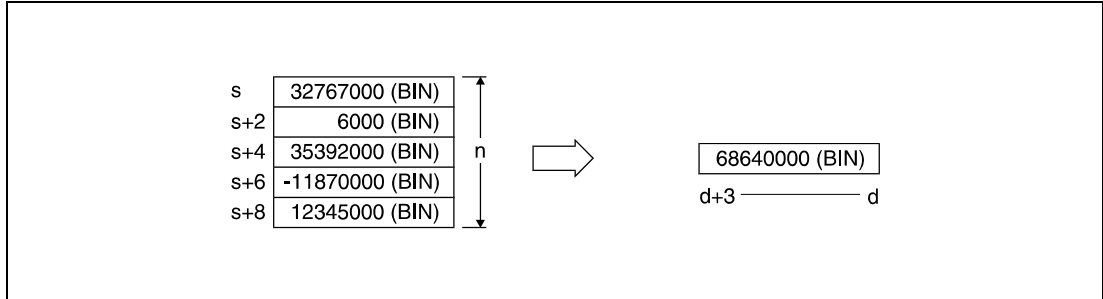 s 32767000 (BIN)
s+2 6000 (BIN)
s+4 35392000 (BIN)
s+6 -11870000 (BIN)
s+8 12345000 (BIN)
n
68640000 (BIN)
d+3 d